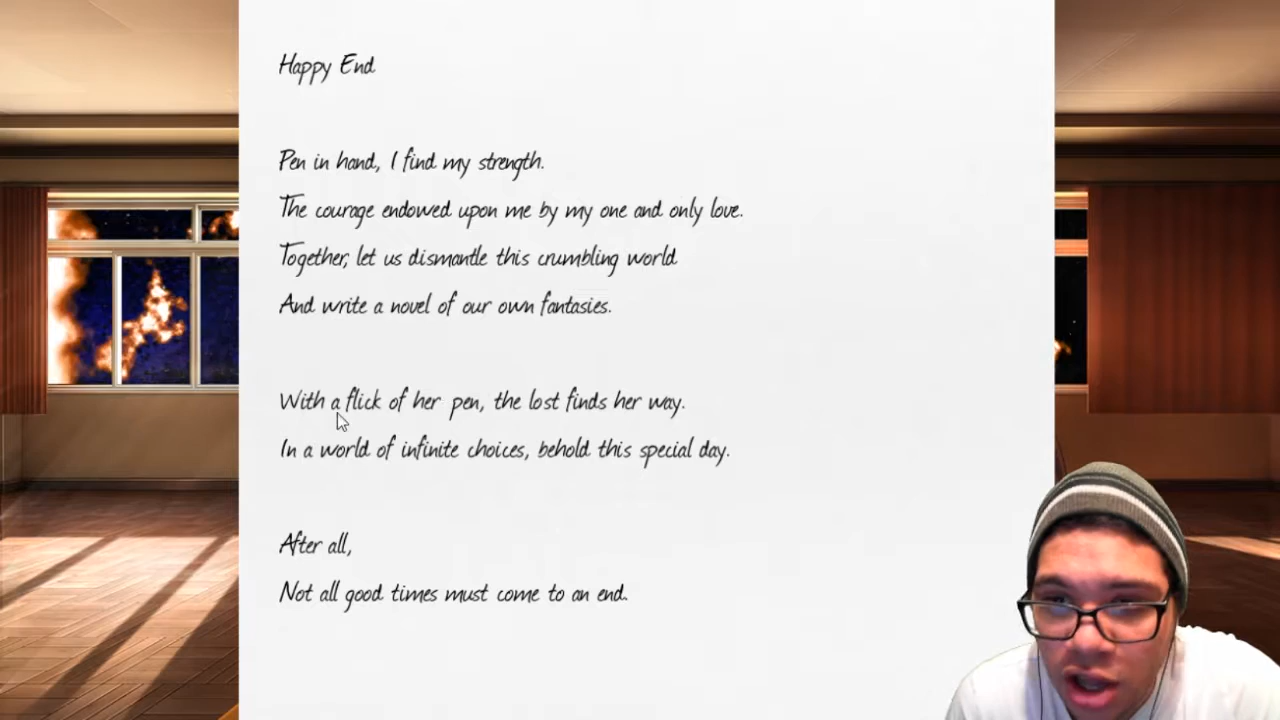 Happy End
Pen in hand, I find my strength.
The courage endowed upon me by my one and only love.
Together, let us dismantle this crumbling world
And write a novel of our own fantasies.
With a flick of her pen, the lost finds her way.
In a world of infinite choices, behold this special day.
After all,
Not all good times must come to an end.